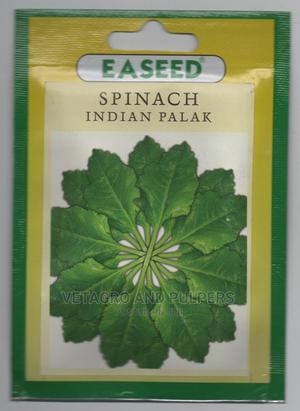 EASEED®
SPINACH
INDIAN PALAK
VETAGRO AND PULPERS